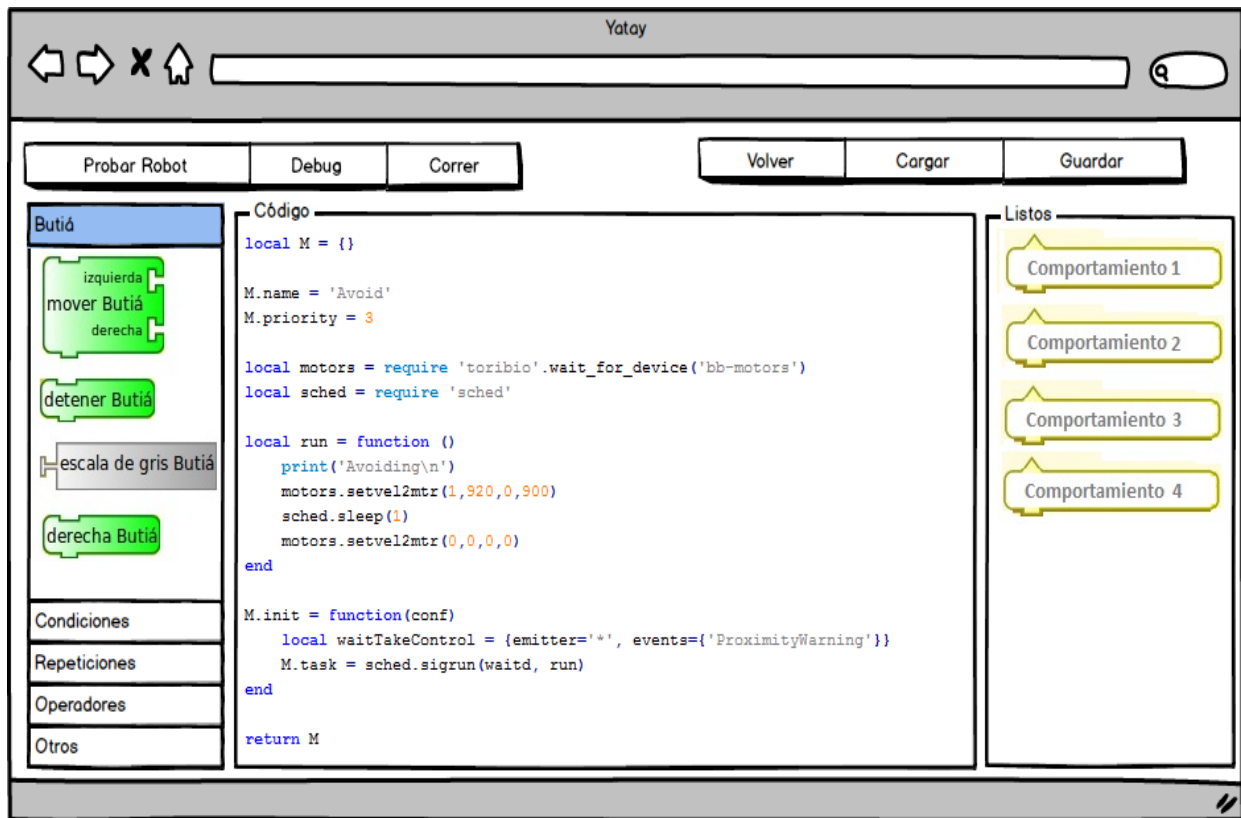 Yatay
Probar Robot
Debug
Correr
Volver
Cargar
Guardar
Butiá
izquierda
mover Butiá
derecha
detener Butiá
escala de gris Butiá
derecha Butiá
Condiciones
Repeticiones
Operadores
Otros
Código
local M = {}
M.name = 'Avoid'
M.priority = 3
local motors = require 'toribio'.wait_for_device('bb-motors')
local sched = require 'sched'
local run = function ()
print('Avoiding\n')
motors.setvel2mtr(1,920,0,900)
sched.sleep(1)
motors.setvel2mtr(0,0,0,0)
end
M.init = function(conf)
local waitTakeControl = {emitter='*', events={'ProximityWarning'}}
M.task = sched.sigrun(waitd, run)
end
return M
Listos
Comportamiento 1
Comportamiento 2
Comportamiento 3
Comportamiento 4